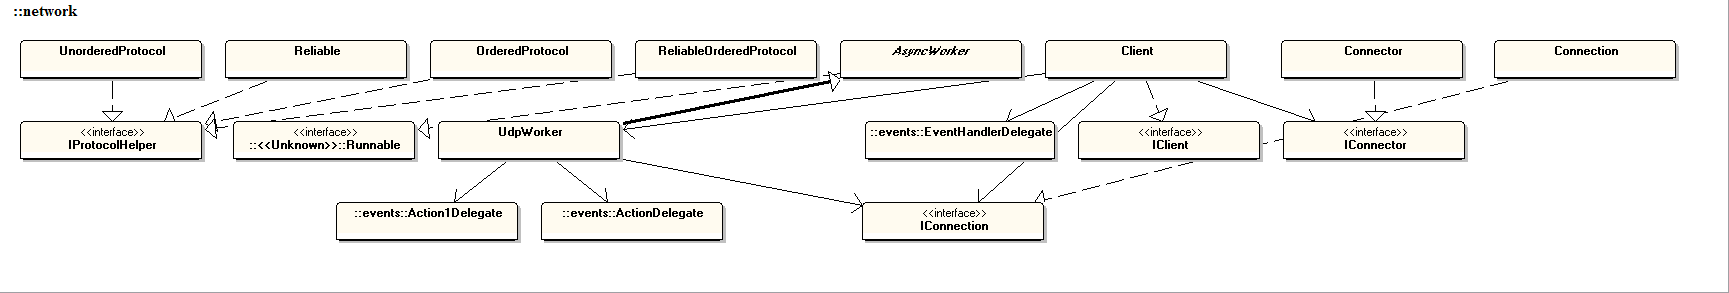 ::network
UnorderedProtocol
Reliable
OrderedProtocol
ReliableOrderedProtocol
AsyncWorker
Client
Connector
Connection
<<interface>>
IProtocolHelper
<<interface>>
::<<Unknown>>::Runnable
UdpWorker
::events::EventHandlerDelegate
<<interface>>
IClient
<<interface>>
IConnector
::events::Action1Delegate
::events::ActionDelegate
<<interface>>
IConnection